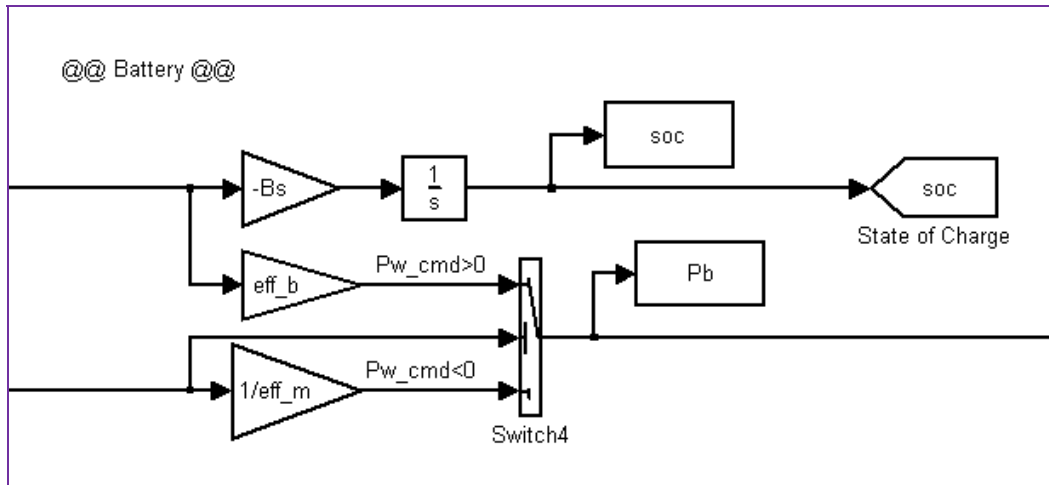 @@ Battery @@
soc
-Bs
1
s
soc
State of Charge
Pw_cmd>0
eff_b
Pb
Pw_cmd<0
1/eff_m
Switch4